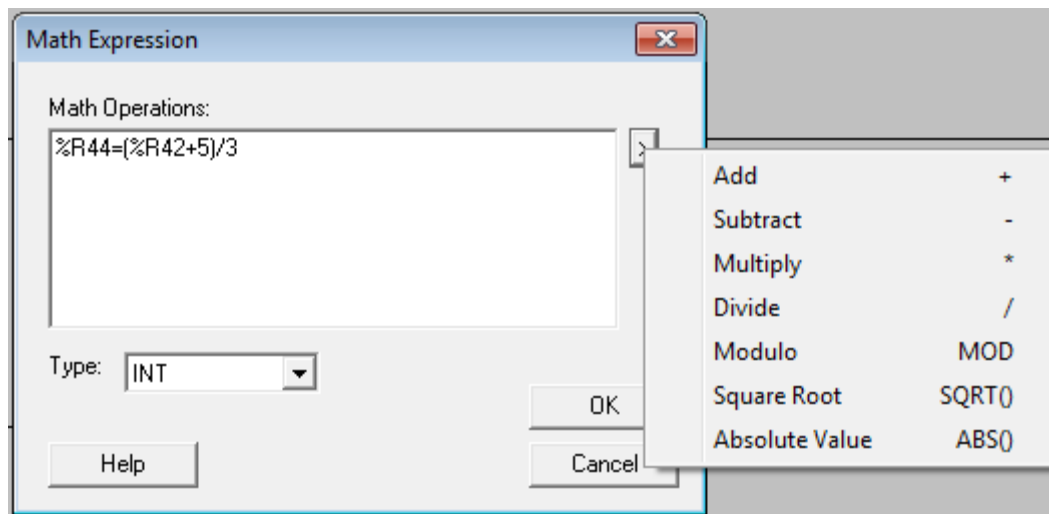 Math Expression
Math Operations:
%R44=(%R42+5)/3
>
Add +
Subtract -
Multiply *
Divide /
Modulo MOD
Square Root SQRT()
Absolute Value ABS()
Type: INT
OK
Help
Cancel